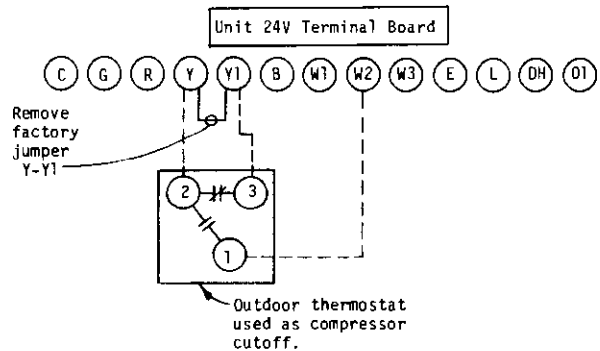 Unit 24V Terminal Board
C G R Y Y1 B W1 W2 W3 E L DH O1
Remove
factory
jumper
Y-Y1
2 3
1
Outdoor thermostat
used as compressor
cutoff.